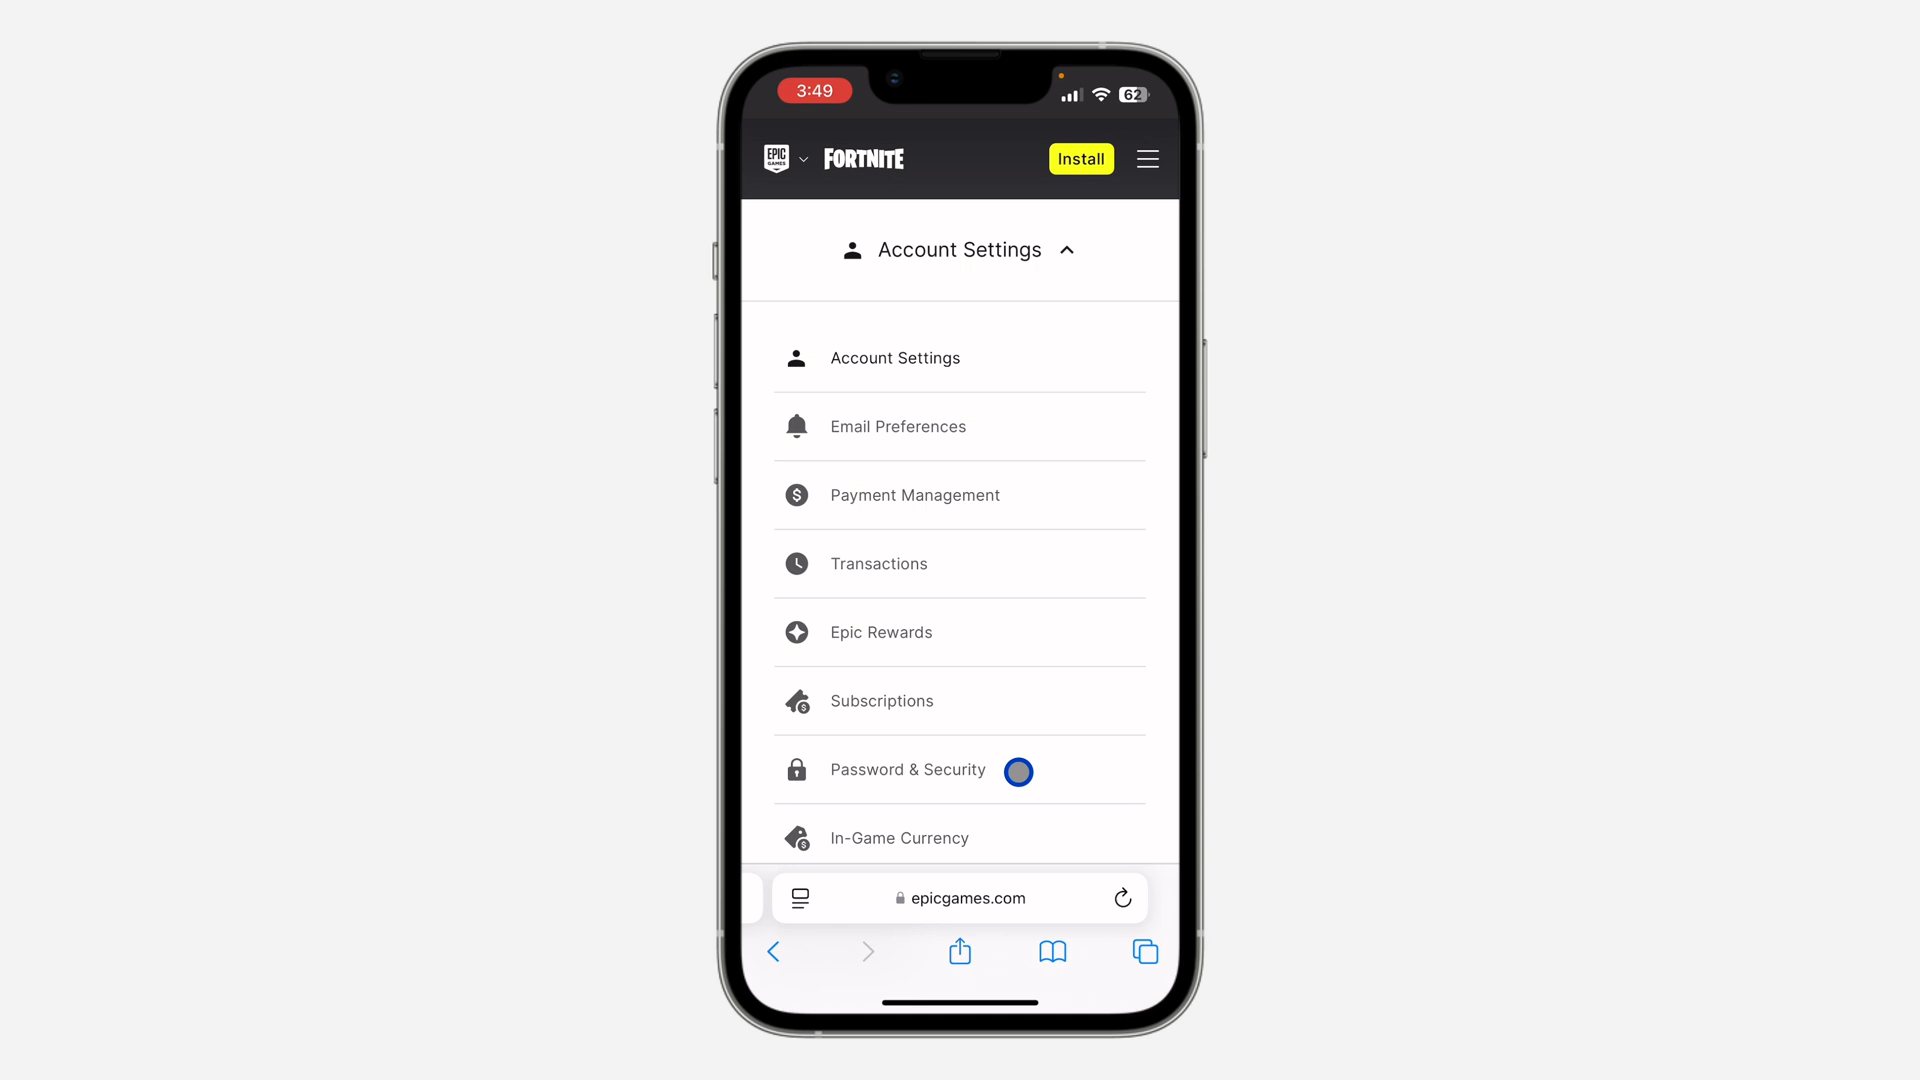 3:49
62
EPIC
GAMES
FORTNITE
Install
Account Settings
Account Settings
Email Preferences
Payment Management
Transactions
Epic Rewards
Subscriptions
Password & Security
In-Game Currency
epicgames.com